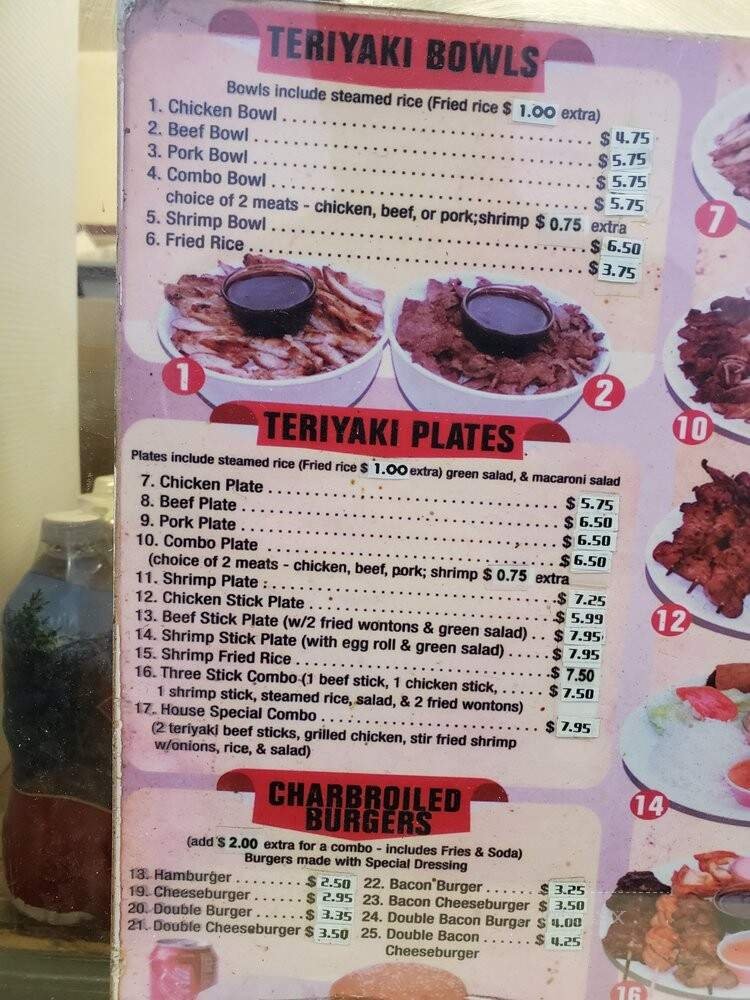 TERIYAKI BOWLS
Bowls include steamed rice (Fried rice $ 1.00 extra)
1. Chicken Bowl ........ $ 4.75
2. Beef Bowl ........ $ 5.75
3. Pork Bowl ........ $ 5.75
4. Combo Bowl ........ $ 5.75
choice of 2 meats - chicken, beef, or pork;shrimp $ 0.75 extra
5. Shrimp Bowl ........ $ 6.50
6. Fried Rice ........ $ 3.75
1
2
7
TERIYAKI PLATES
Plates include steamed rice (Fried rice $ 1.00 extra) green salad, & macaroni salad
7. Chicken Plate ........ $ 5.75
8. Beef Plate ........ $ 6.50
9. Pork Plate ........ $ 6.50
10. Combo Plate ........ $ 6.50
(choice of 2 meats - chicken, beef, pork; shrimp $ 0.75 extra
11. Shrimp Plate ........ $ 7.25
12. Chicken Stick Plate ........ $ 5.99
13. Beef Stick Plate (w/2 fried wontons & green salad) .. $ 7.95
14. Shrimp Stick Plate (with egg roll & green salad) ..... $ 7.95
15. Shrimp Fried Rice ........ $ 7.50
16. Three Stick Combo (1 beef stick, 1 chicken stick, ...... $ 7.50
1 shrimp stick, steamed rice, salad, & 2 fried wontons)
17. House Special Combo ........ $ 7.95
(2 teriyaki beef sticks, grilled chicken, stir fried shrimp
w/onions, rice, & salad)
10
12
14
16
CHARBROILED
BURGERS
(add $ 2.00 extra for a combo - includes Fries & Soda)
Burgers made with Special Dressing
18. Hamburger ........ $ 2.50
19. Cheeseburger ....... $ 2.95
20. Double Burger ...... $ 3.35
21. Double Cheeseburger $ 3.50
22. Bacon Burger ....... $ 3.25
23. Bacon Cheeseburger $ 3.50
24. Double Bacon Burger $ 4.00
25. Double Bacon ...... $ 4.25
Cheeseburger